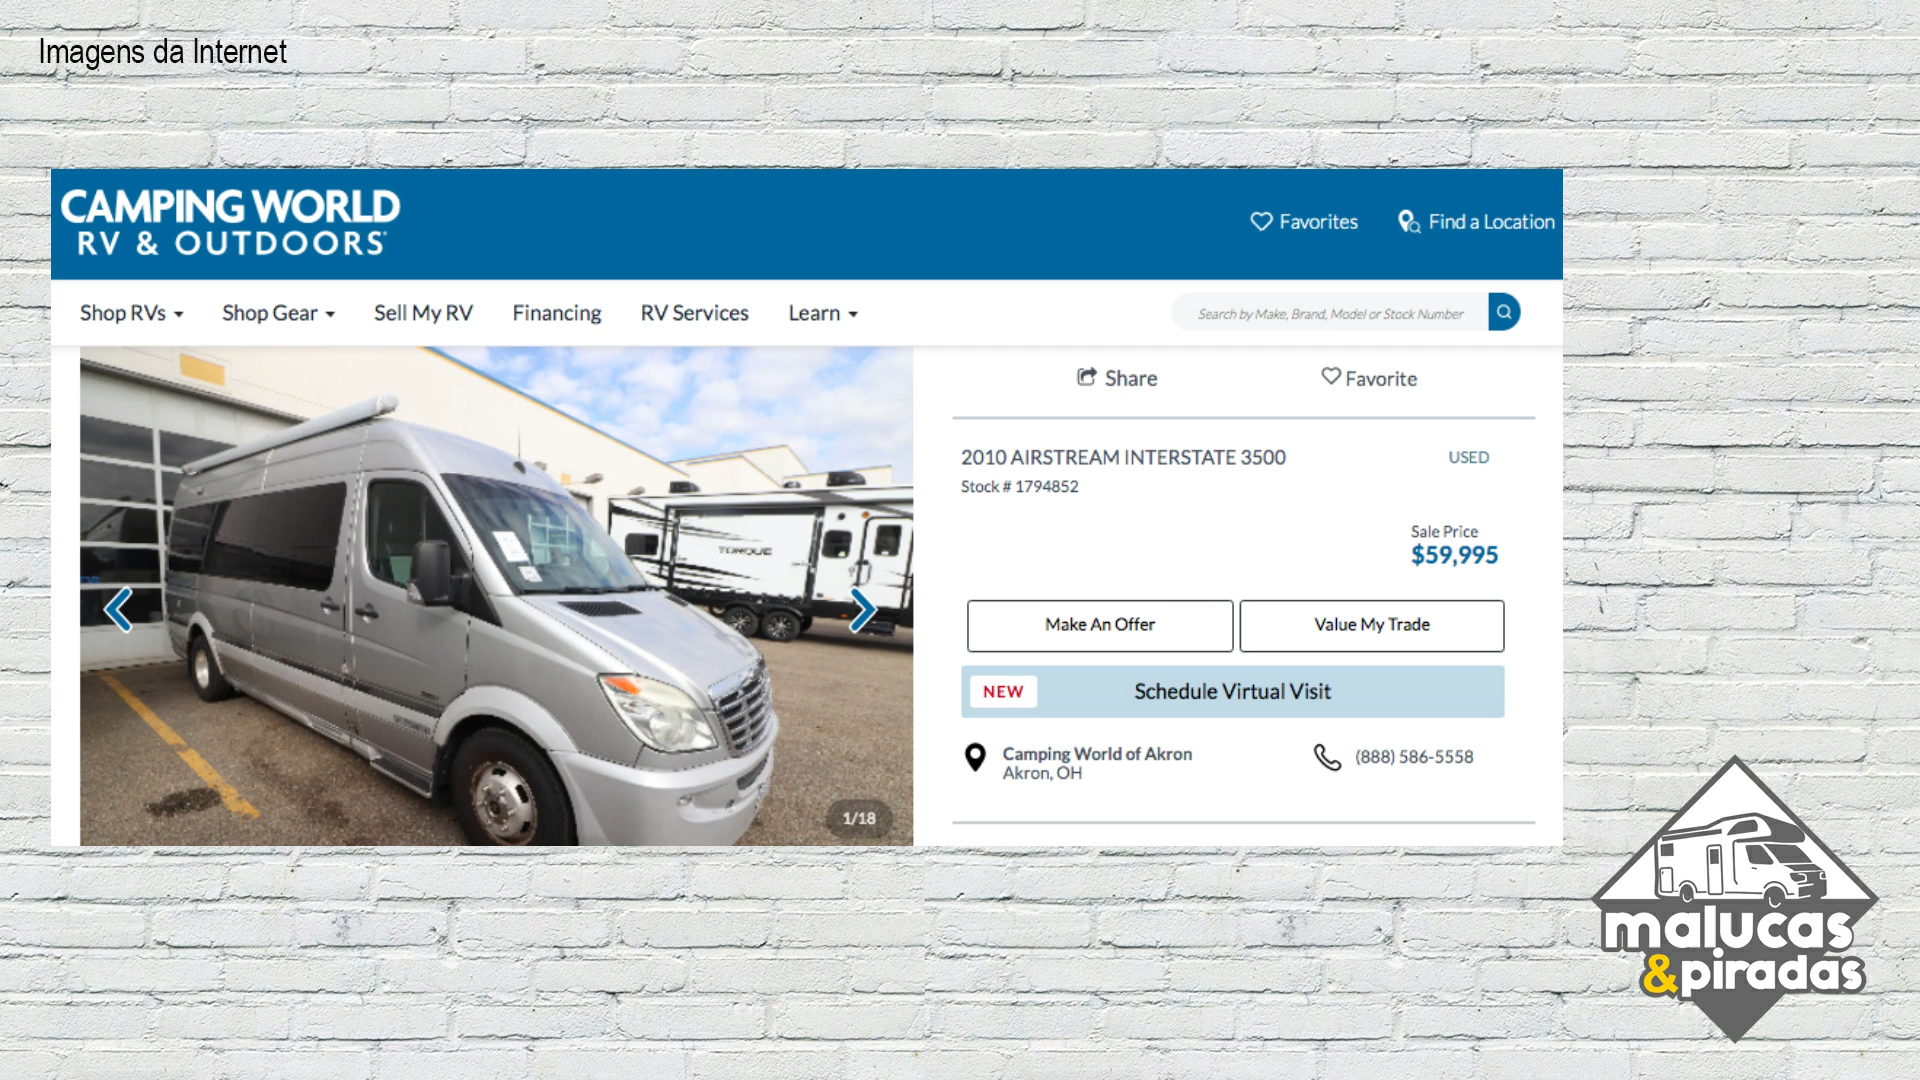 Imagens da Internet
CAMPING WORLD
RV & OUTDOORS
Favorites
Find a Location
Shop RVs
Shop Gear
Sell My RV
Financing
RV Services
Learn
Search by Make, Brand, Model or Stock Number
Share
Favorite
2010 AIRSTREAM INTERSTATE 3500
USED
Stock # 1794852
Sale Price
$59,995
Make An Offer
Value My Trade
NEW
Schedule Virtual Visit
Camping World of Akron
Akron, OH
(888) 586-5558
TORQUE
1/18
malucas
&piradas